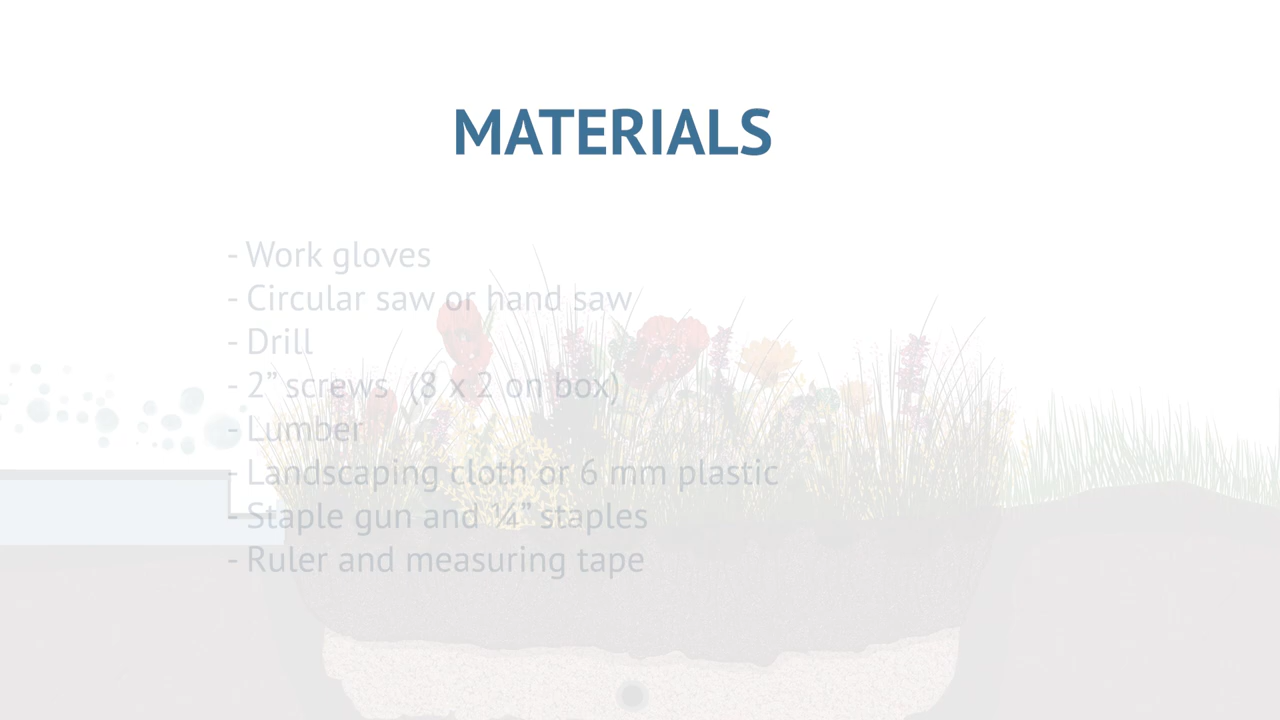 MATERIALS
- Work gloves
- Circular saw or hand saw
- Drill
- 2” screws  (8 x 2 on box)
- Lumber
- Landscaping cloth or 6 mm plastic
- Staple gun and ¼” staples
- Ruler and measuring tape